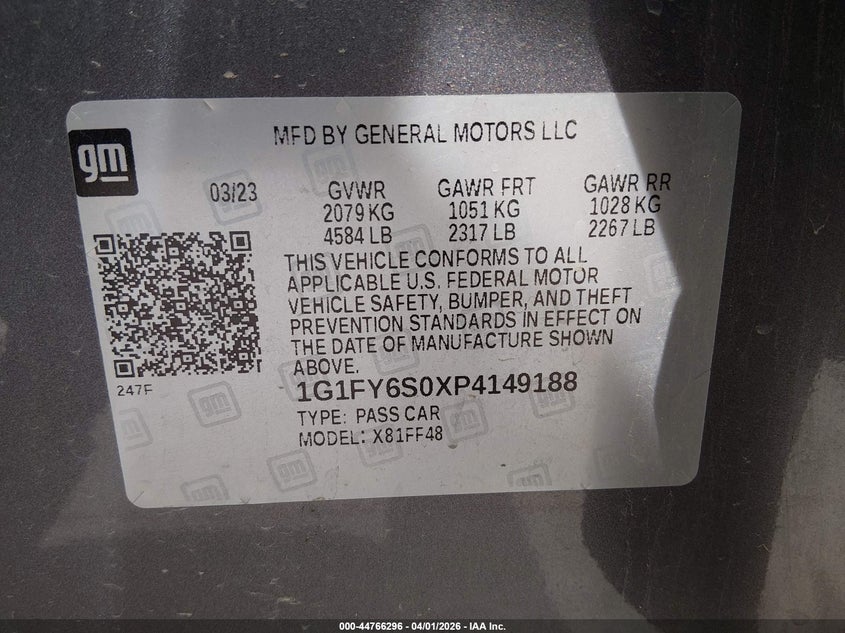 MFD BY GENERAL MOTORS LLC
gm
03/23 GVWR GAWR FRT GAWR RR
2079 KG 1051 KG 1028 KG
4584 LB 2317 LB 2267 LB
THIS VEHICLE CONFORMS TO ALL
APPLICABLE U.S. FEDERAL MOTOR
VEHICLE SAFETY, BUMPER, AND THEFT
PREVENTION STANDARDS IN EFFECT ON
THE DATE OF MANUFACTURE SHOWN
ABOVE.
247F
1G1FY6S0XP4149188
TYPE: PASS CAR
MODEL: X81FF48
000-44766296 - 04/01/2026 - IAA Inc.